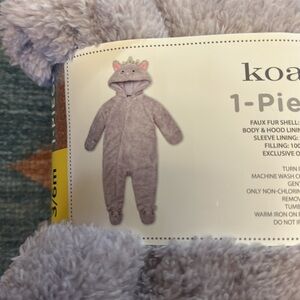 koa
1-Pie
FAUX FUR SHELL:
BODY & HOOD LININ
SLEEVE LINING:
FILLING: 100
EXCLUSIVE O
TURN
MACHINE WASH C
GEN
ONLY NON-CHLORIN
REMOV
TUMB
WARM IRON ON
DO NOT